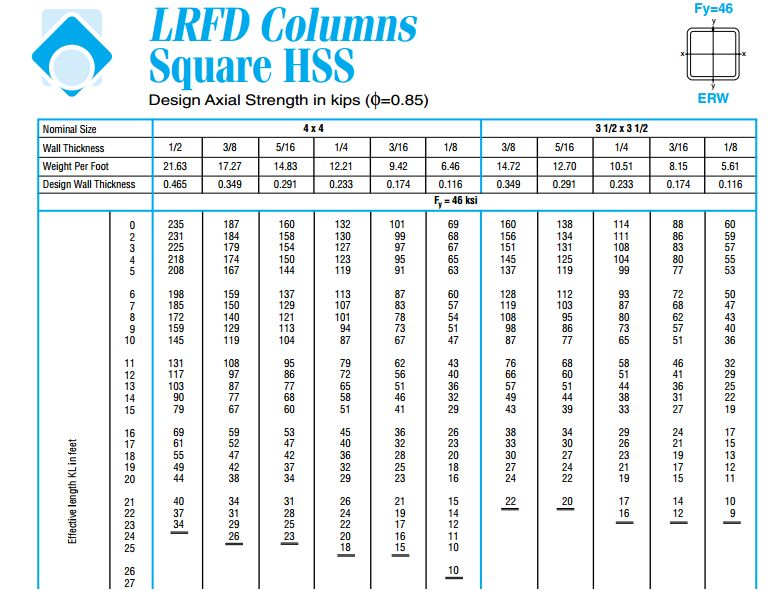 LRFD Columns
Square HSS
Design Axial Strength in kips (ϕ=0.85)
Fy=46
y
x x
y
ERW
Nominal Size 4 x 4 3 1/2 x 3 1/2
Wall Thickness 1/2 3/8 5/16 1/4 3/16 1/8 3/8 5/16 1/4 3/16 1/8
Weight Per Foot 21.63 17.27 14.83 12.21 9.42 6.46 14.72 12.70 10.51 8.15 5.61
Design Wall Thickness 0.465 0.349 0.291 0.233 0.174 0.116 0.349 0.291 0.233 0.174 0.116
Fy = 46 ksi
Effective length KL in feet
0 235 187 160 132 101 69 160 138 114 88 60
2 231 184 158 130 99 68 156 134 111 86 59
3 225 179 154 127 97 67 151 131 108 83 57
4 218 174 150 123 95 65 145 125 104 80 55
5 208 167 144 119 91 63 137 119 99 77 53
6 198 159 137 113 87 60 128 112 93 72 50
7 185 150 129 107 83 57 119 103 87 68 47
8 172 140 121 101 78 54 108 95 80 62 43
9 159 129 113 94 73 51 98 86 73 57 40
10 145 119 104 87 67 47 87 77 65 51 36
11 131 108 95 79 62 43 76 68 58 46 32
12 117 97 86 72 56 40 66 60 51 41 29
13 103 87 77 65 51 36 57 51 44 36 25
14 90 77 68 58 46 32 49 44 38 31 22
15 79 67 60 51 41 29 43 39 33 27 19
16 69 59 53 45 36 26 38 34 29 24 17
17 61 52 47 40 32 23 33 30 26 21 15
18 55 47 42 36 28 20 30 27 23 19 13
19 49 42 37 32 25 18 27 24 21 17 12
20 44 38 34 29 23 16 24 22 19 15 11
21 40 34 31 26 21 15 22 20 17 14 10
22 37 31 28 24 19 14 16 12 9
23 34 29 25 22 17 12
24 26 23 20 16 11
25 18 15 10
26 10
27